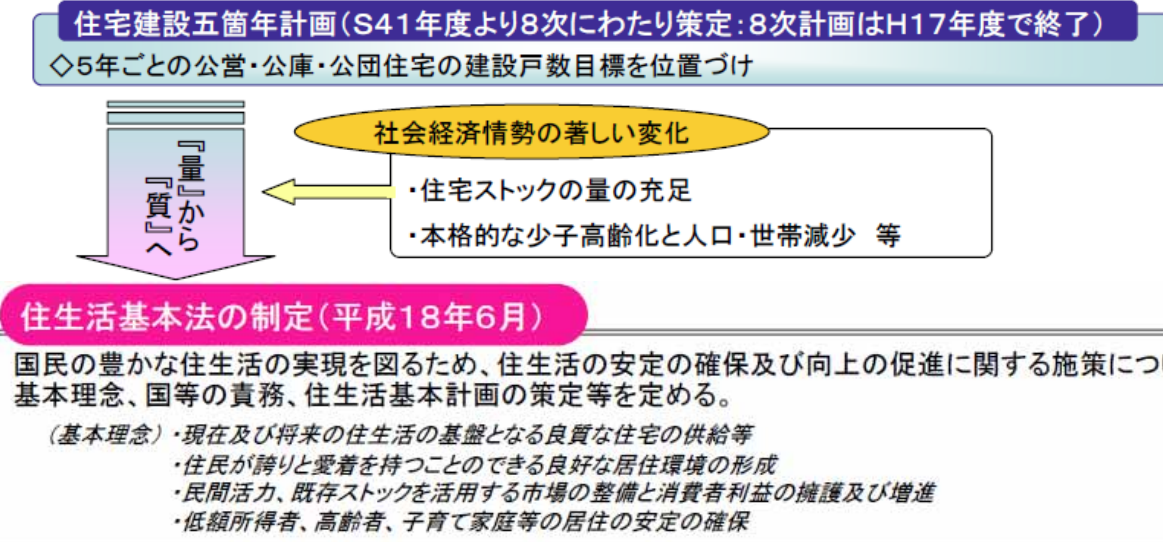 住宅建設五箇年計画(S41年度より8次にわたり策定:8次計画はH17年度で終了)
◇5年ごとの公営・公庫・公団住宅の建設戸数目標を位置づけ
社会経済情勢の著しい変化
・住宅ストックの量の充足
・本格的な少子高齢化と人口・世帯減少 等
『量』から
『質』へ
住生活基本法の制定(平成18年6月)
国民の豊かな住生活の実現を図るため、住生活の安定の確保及び向上の促進に関する施策につ
基本理念、国等の責務、住生活基本計画の策定等を定める。
(基本理念)・現在及び将来の住生活の基盤となる良質な住宅の供給等
・住民が誇りと愛着を持つことのできる良好な居住環境の形成
・民間活力、既存ストックを活用する市場の整備と消費者利益の擁護及び増進
・低額所得者、高齢者、子育て家庭等の居住の安定の確保